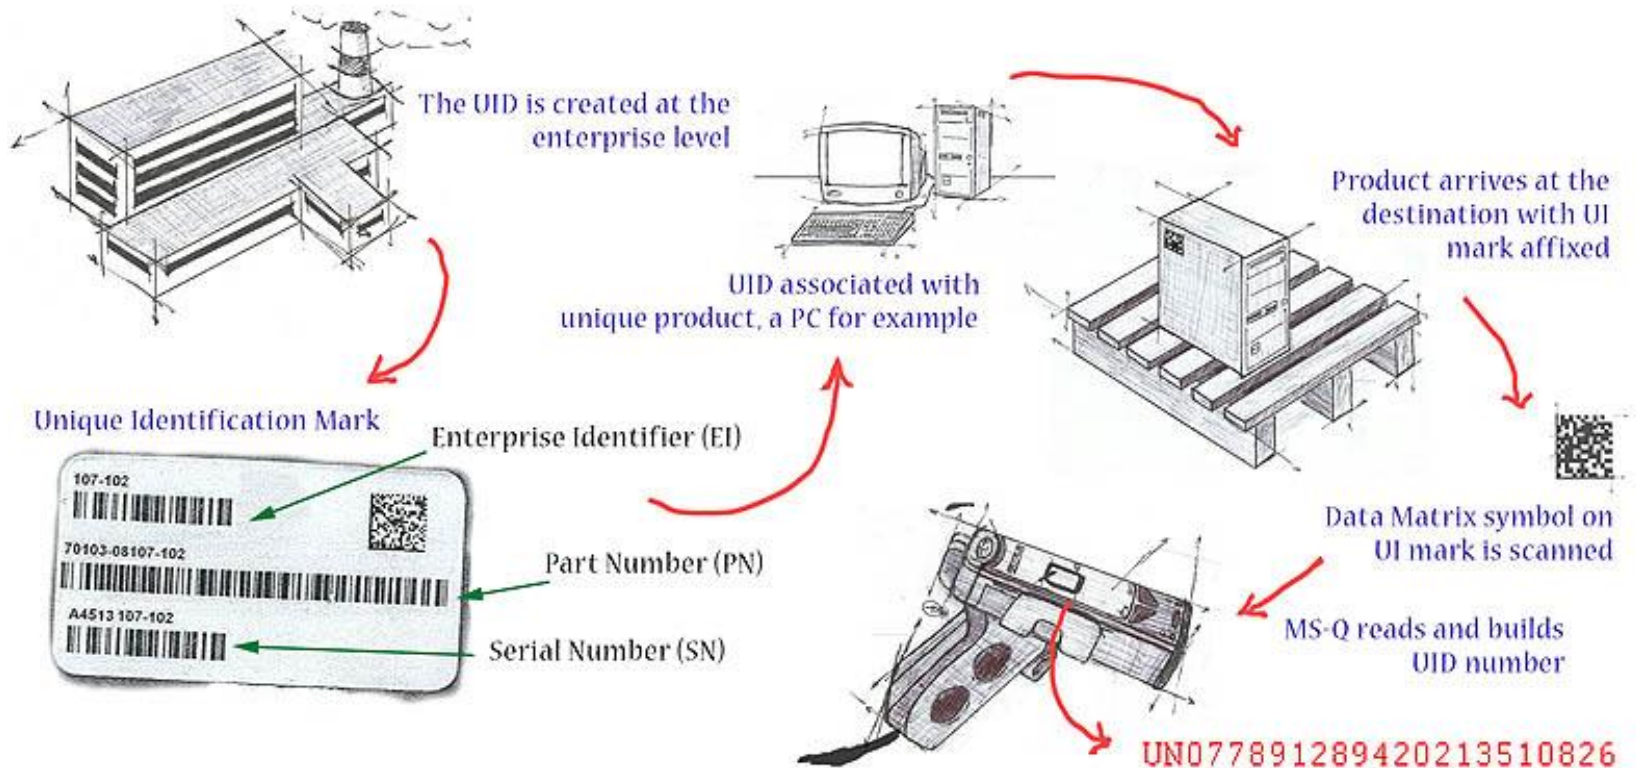 The UID is created at the
enterprise level
Unique Identification Mark
Enterprise Identifier (EI)
107-102
70103-08107-102
Part Number (PN)
A4513 107-102
Serial Number (SN)
UID associated with
unique product, a PC for example
Product arrives at the
destination with UI
mark affixed
Data Matrix symbol on
UI mark is scanned
MS-Q reads and builds
UID number
UN077891289420213510826